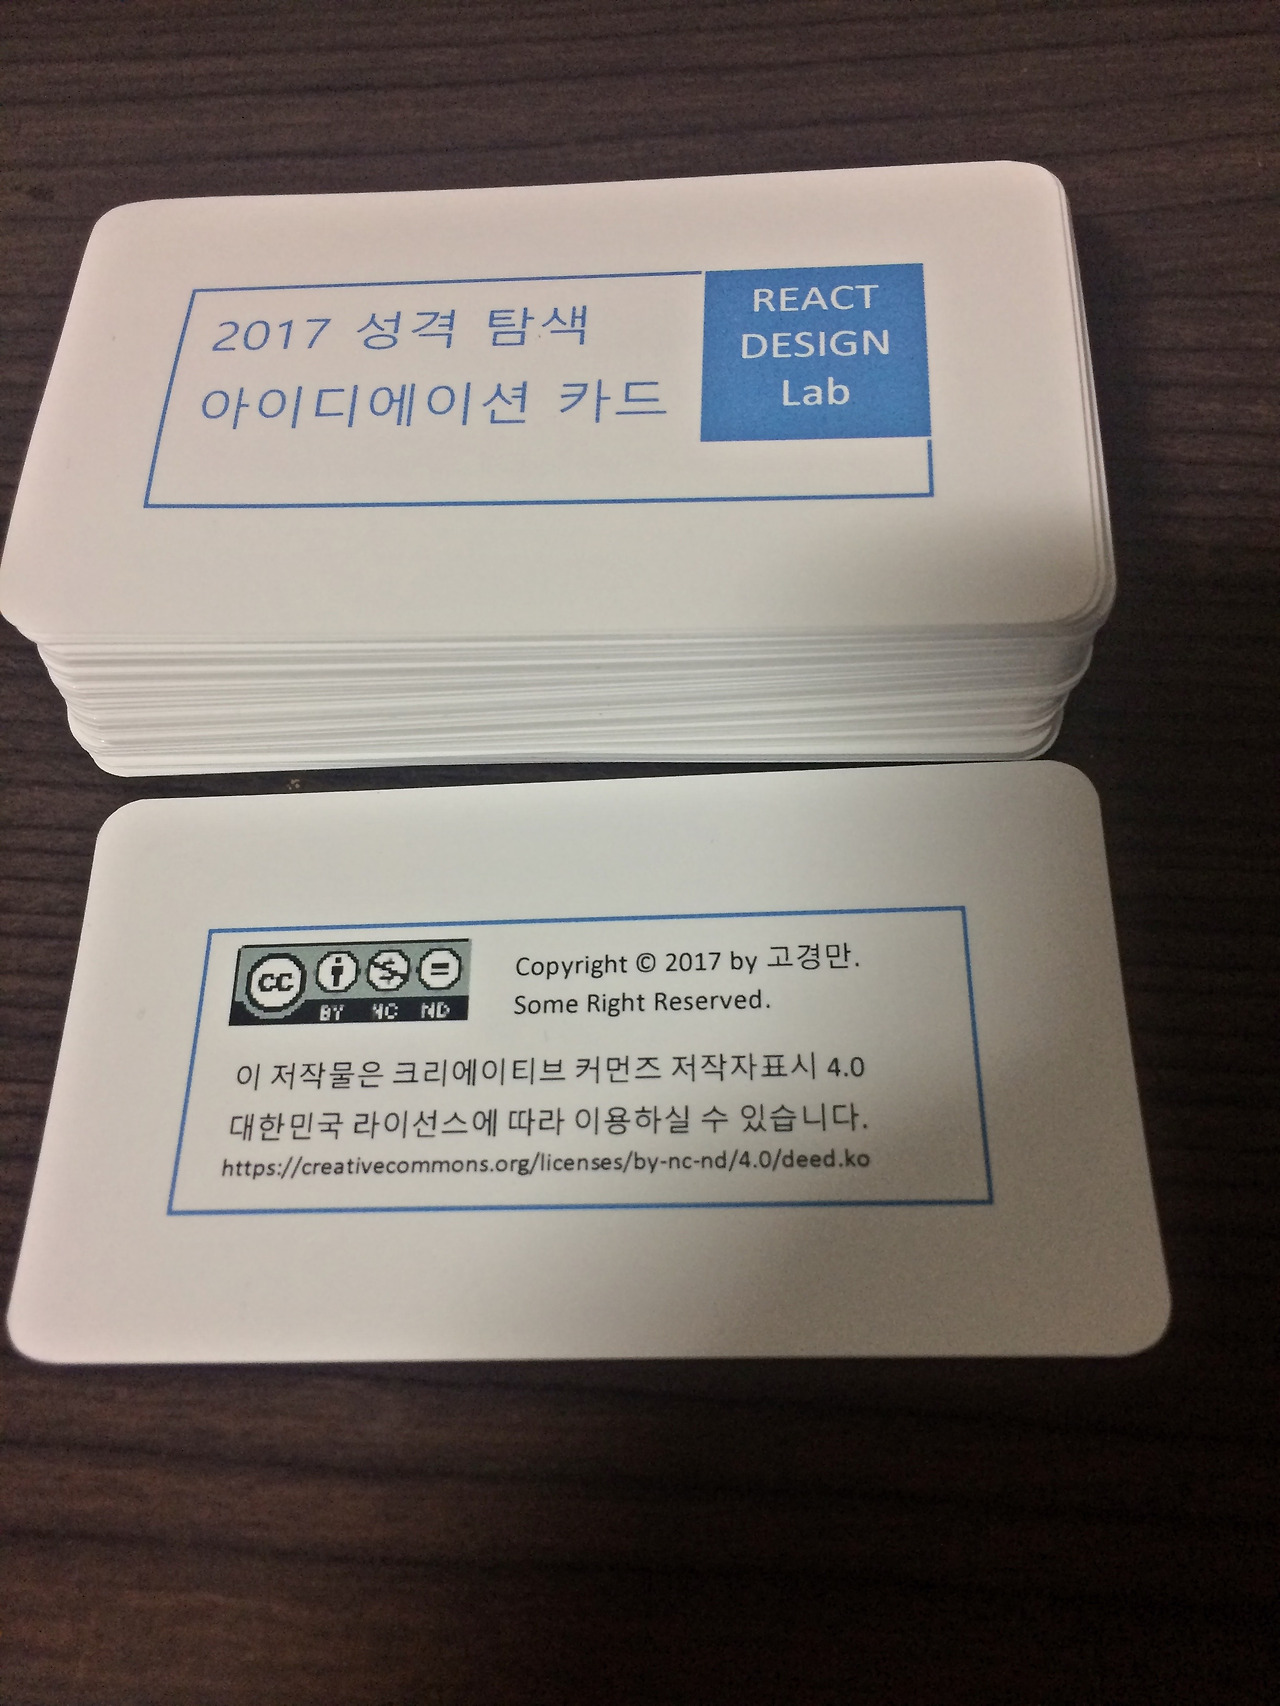 2017 성격 탐색
아이디에이션 카드
REACT
DESIGN
Lab
cc
BY NC ND
Copyright © 2017 by 고경만.
Some Right Reserved.
이 저작물은 크리에이티브 커먼즈 저작자표시 4.0
대한민국 라이선스에 따라 이용하실 수 있습니다.
https://creativecommons.org/licenses/by-nc-nd/4.0/deed.ko